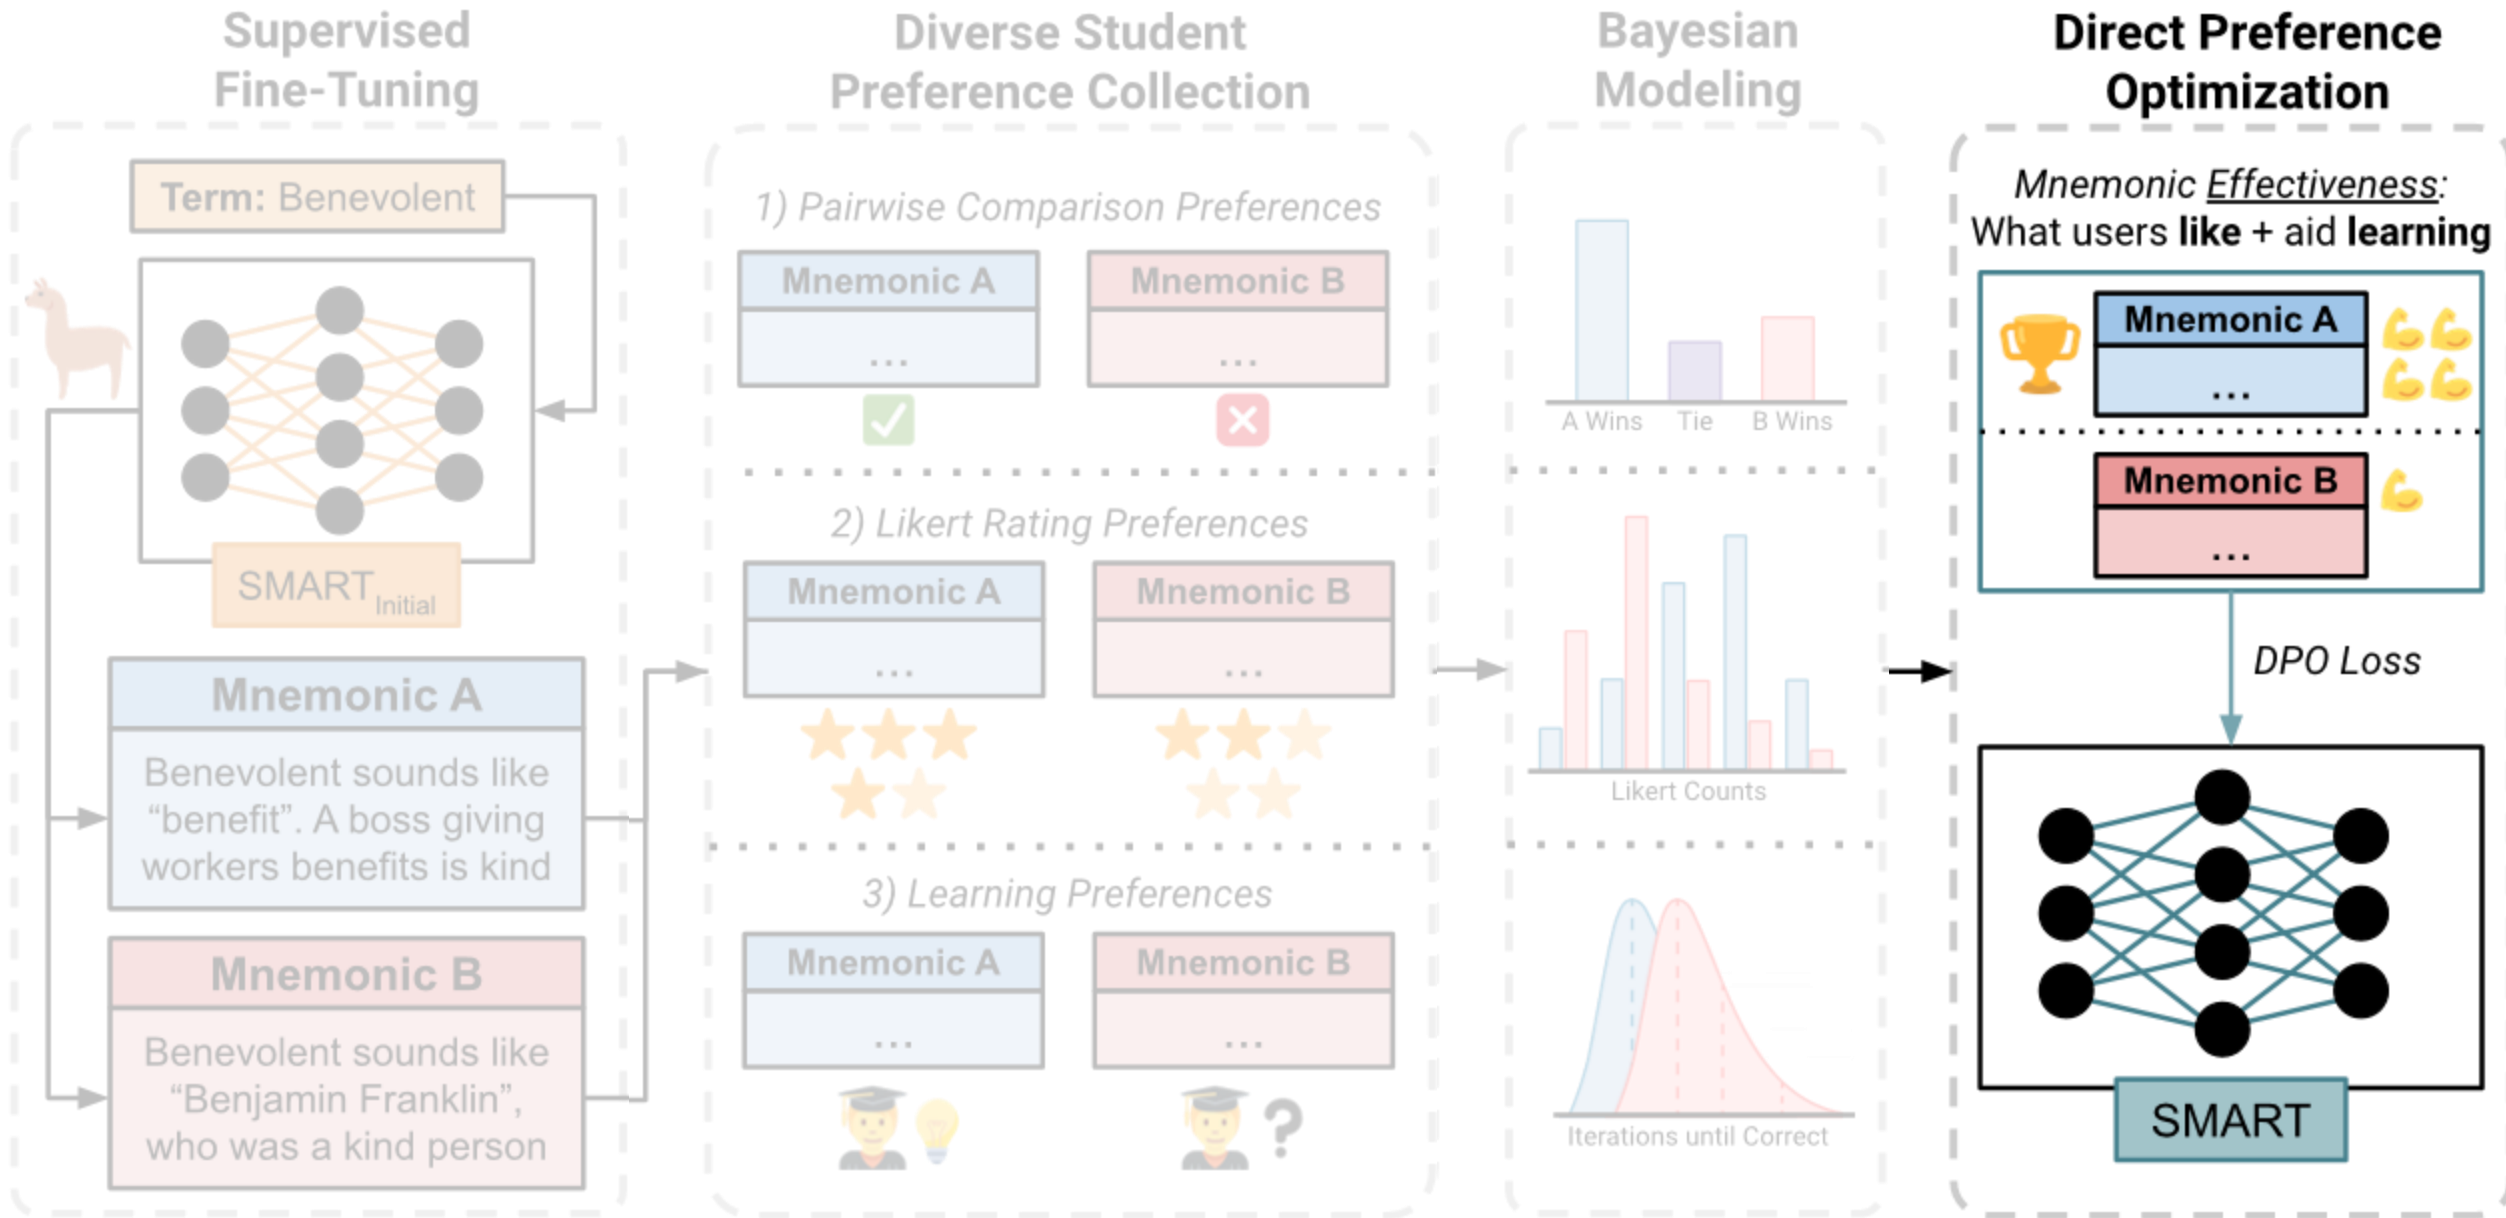 Supervised
Fine-Tuning
Term: Benevolent
SMART Initial
Mnemonic A
Benevolent sounds like
“benefit”. A boss giving
workers benefits is kind
Mnemonic B
Benevolent sounds like
“Benjamin Franklin”,
who was a kind person
Diverse Student
Preference Collection
1) Pairwise Comparison Preferences
Mnemonic A
...
Mnemonic B
...
2) Likert Rating Preferences
Mnemonic A
...
Mnemonic B
...
3) Learning Preferences
Mnemonic A
...
Mnemonic B
...
?
Bayesian
Modeling
A Wins
Tie
B Wins
Likert Counts
Iterations until Correct
Direct Preference
Optimization
Mnemonic Effectiveness:
What users like + aid learning
Mnemonic A
...
Mnemonic B
...
DPO Loss
SMART